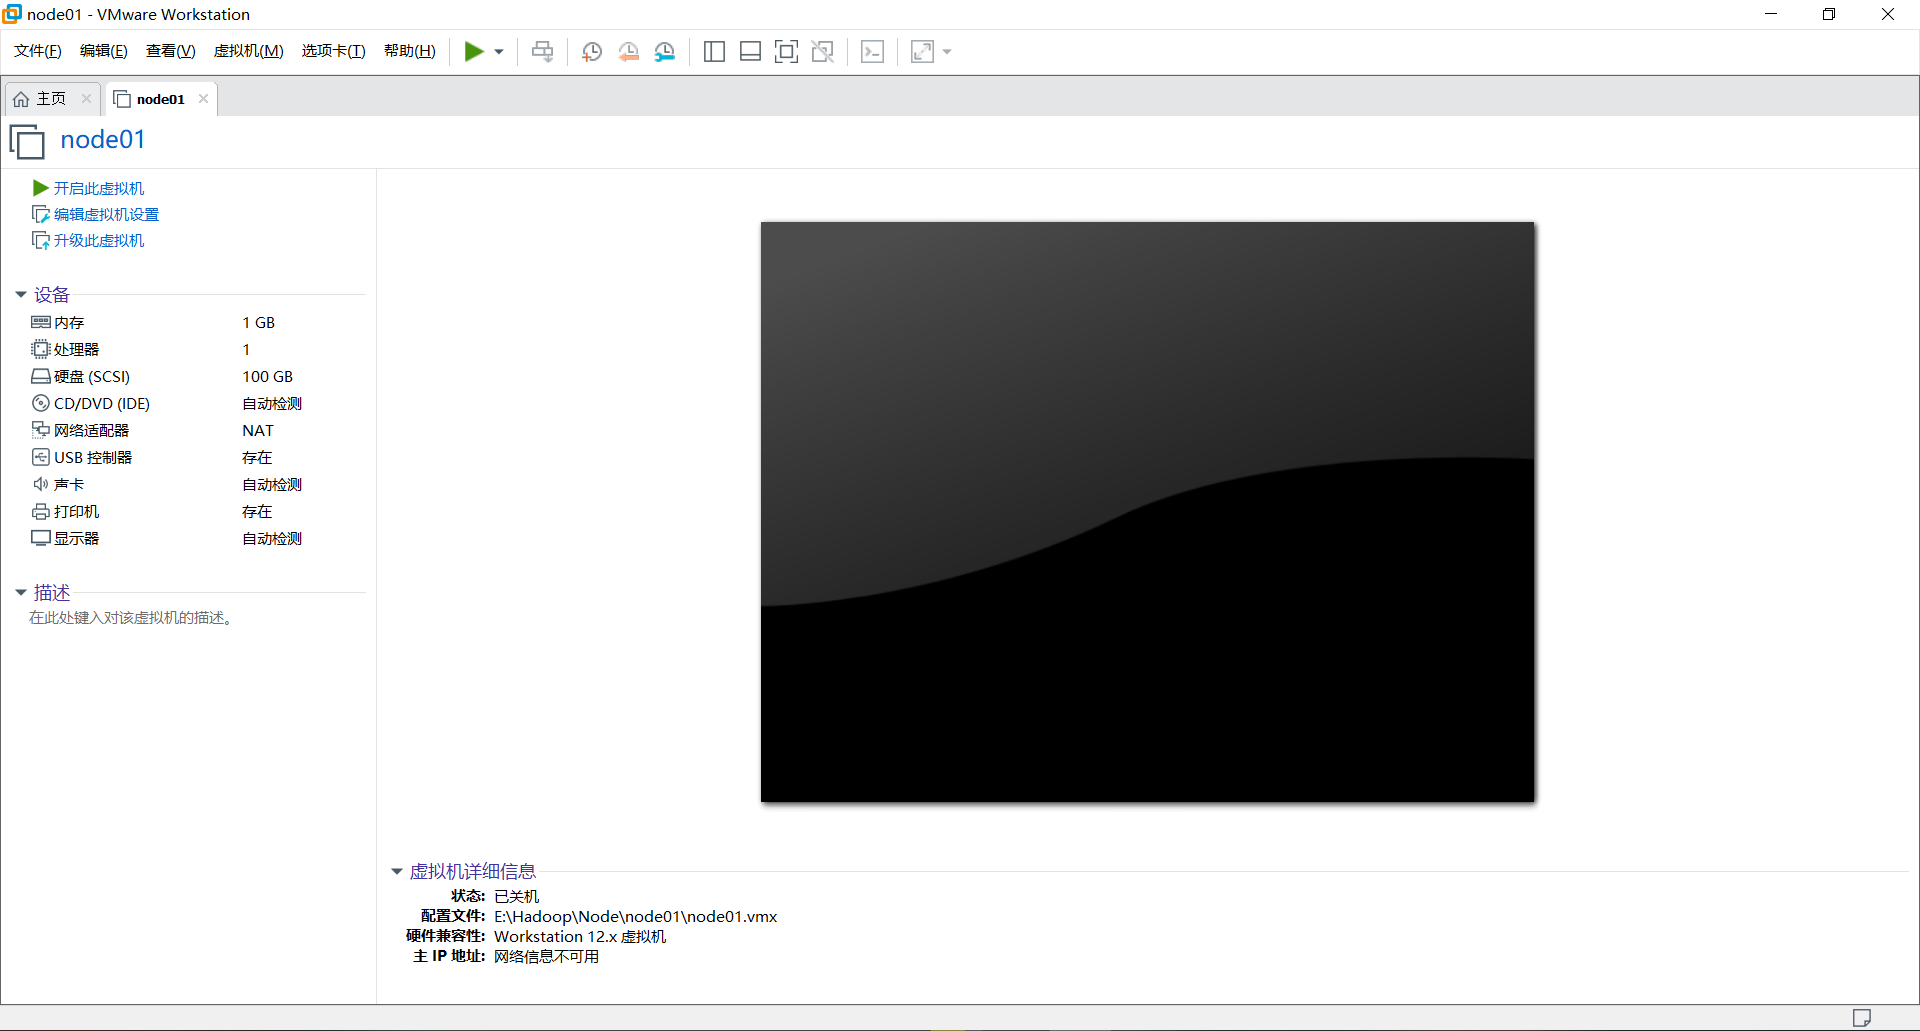 node01 - VMware Workstation
文件(F) 编辑(E) 查看(V) 虚拟机(M) 选项卡(T) 帮助(H)
主页 node01
node01
开启此虚拟机
编辑虚拟机设置
升级此虚拟机
设备
内存 1 GB
处理器 1
硬盘 (SCSI) 100 GB
CD/DVD (IDE) 自动检测
网络适配器 NAT
USB 控制器 存在
声卡 自动检测
打印机 存在
显示器 自动检测
描述
在此处键入对该虚拟机的描述。
虚拟机详细信息
状态: 已关机
配置文件: E:\Hadoop\Node\node01\node01.vmx
硬件兼容性: Workstation 12.x 虚拟机
主 IP 地址: 网络信息不可用